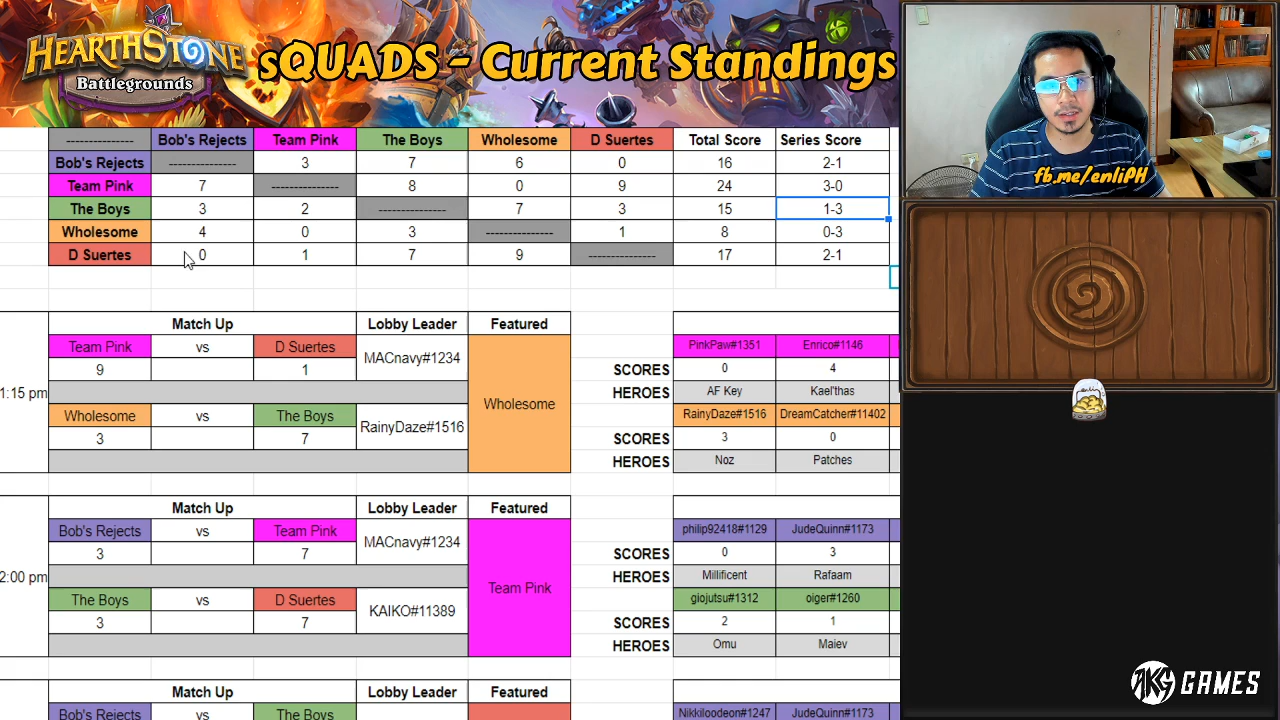 HEARTHSTONE
Battlegrounds
sQUADS - Current Standings
fb.me/enliPH
--------------- Bob's Rejects Team Pink The Boys Wholesome D Suertes Total Score Series Score
Bob's Rejects --------------- 3 7 6 0 16 2-1
Team Pink 7 --------------- 8 0 9 24 3-0
The Boys 3 2 --------------- 7 3 15 1-3
Wholesome 4 0 3 --------------- 1 8 0-3
D Suertes 0 1 7 9 --------------- 17 2-1
Match Up Lobby Leader Featured
Team Pink vs D Suertes MACnavy#1234 PinkPaw#1351 Enrico#1146
9 1 SCORES 0 4
1:15 pm HEROES AF Key Kael'thas
Wholesome
Wholesome vs The Boys RainyDaze#1516 RainyDaze#1516 DreamCatcher#11402
3 7 SCORES 3 0
HEROES Noz Patches
Match Up Lobby Leader Featured
Bob's Rejects vs Team Pink MACnavy#1234 philip92418#1129 JudeQuinn#1173
3 7 SCORES 0 3
2:00 pm HEROES Millificent Rafaam
Team Pink
The Boys vs D Suertes KAIKO#11389 giojutsu#1312 oiger#1260
3 7 SCORES 2 1
HEROES Omu Maiev
Match Up Lobby Leader Featured
Bob's Rejects vs The Boys Nikkiloodeon#1247 JudeQuinn#1173
AKG GAMES